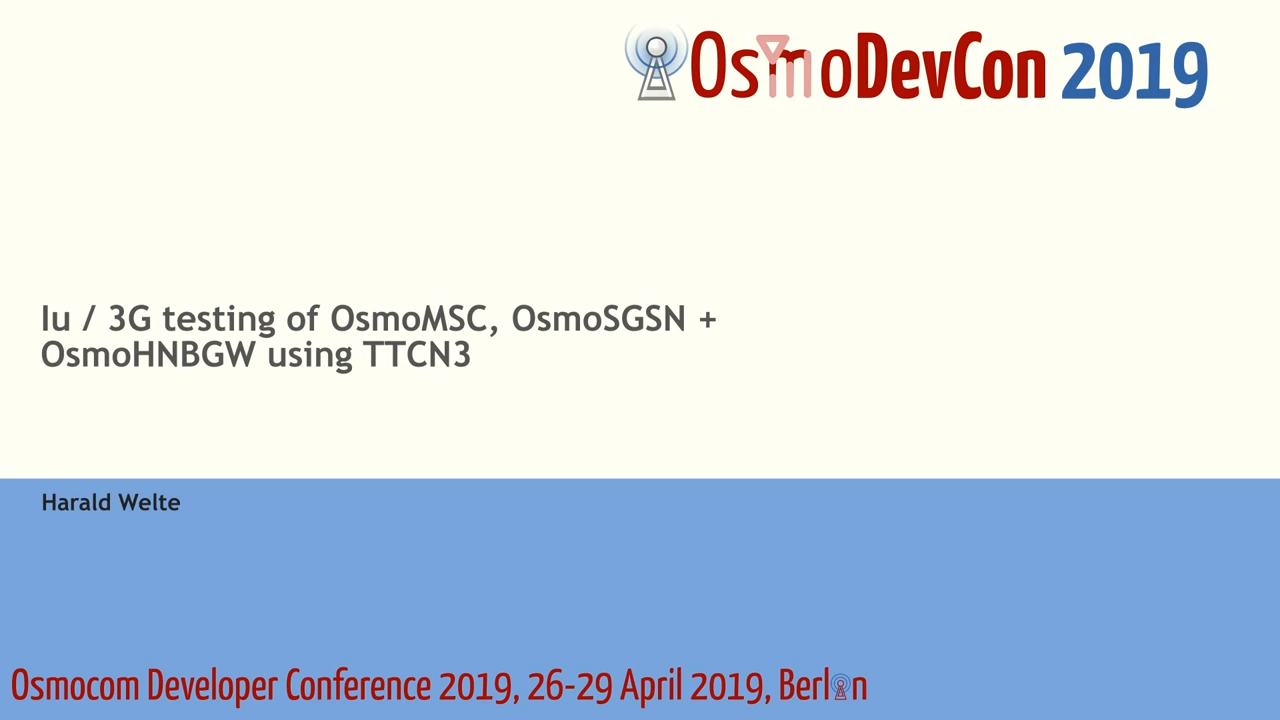 OsmoDevCon 2019
Iu / 3G testing of OsmoMSC, OsmoSGSN +
OsmoHNBGW using TTCN3
Harald Welte
Osmocom Developer Conference 2019, 26-29 April 2019, Berlin